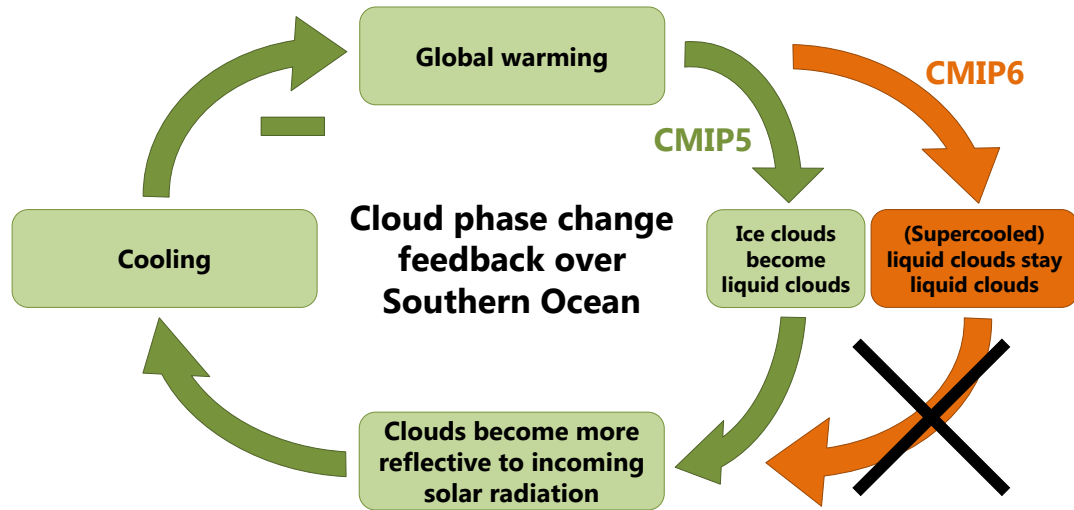 Global warming
CMIP6
CMIP5
Cloud phase change
feedback over
Southern Ocean
Cooling
Ice clouds
become
liquid clouds
(Supercooled)
liquid clouds stay
liquid clouds
Clouds become more
reflective to incoming
solar radiation